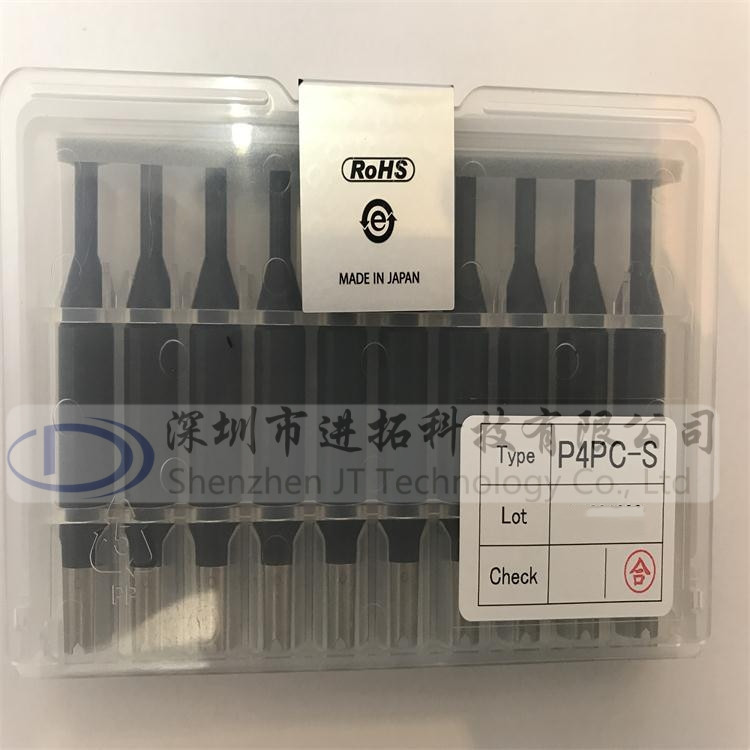 RoHS
e
MADE IN JAPAN
深圳市进拓科技有限公司
Shenzhen JT Technology Co., Ltd
Type P4PC-S
Lot
Check 合
5
PP